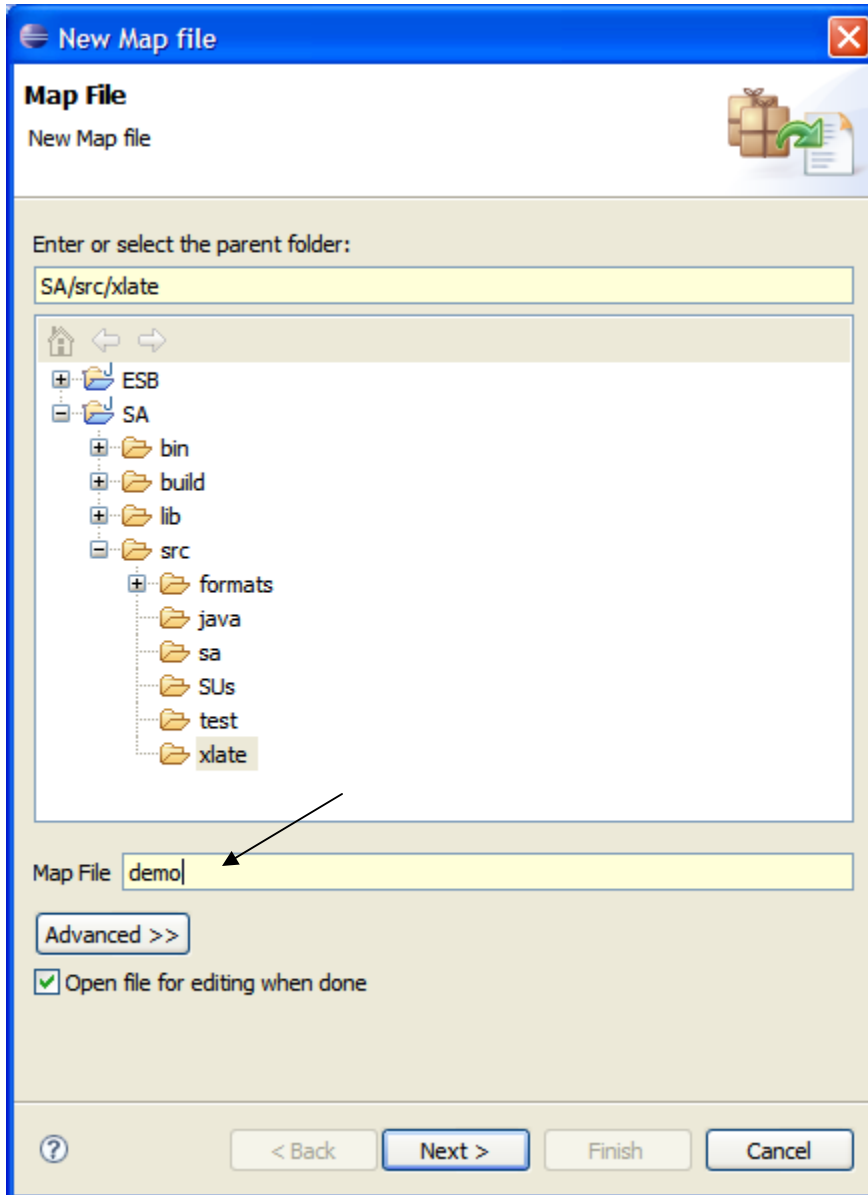 New Map file
Map File
New Map file
Enter or select the parent folder:
SA/src/xlate
ESB
SA
bin
build
lib
src
formats
java
sa
SUs
test
xlate
Map File demo
Advanced >>
Open file for editing when done
? < Back Next > Finish Cancel